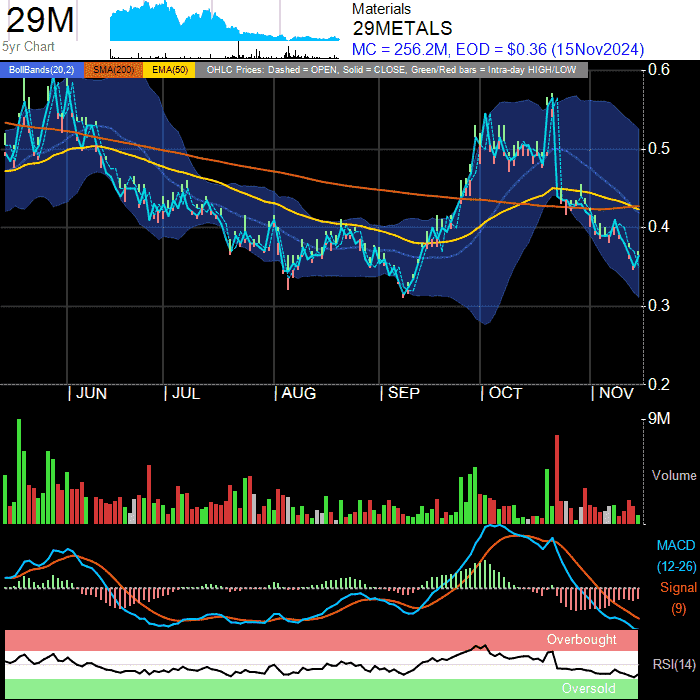 29M
5yr Chart
Materials
29METALS
MC = 256.2M, EOD = $0.36 (15Nov2024)
BollBands(20,2) SMA(200) EMA(50) OHLC Prices: Dashed = OPEN, Solid = CLOSE, Green/Red bars = Intra-day HIGH/LOW
0.6
0.5
0.4
0.3
0.2
| JUN | JUL | AUG | SEP | OCT | NOV
9M
Volume
MACD
(12-26)
Signal
(9)
Overbought
RSI(14)
Oversold